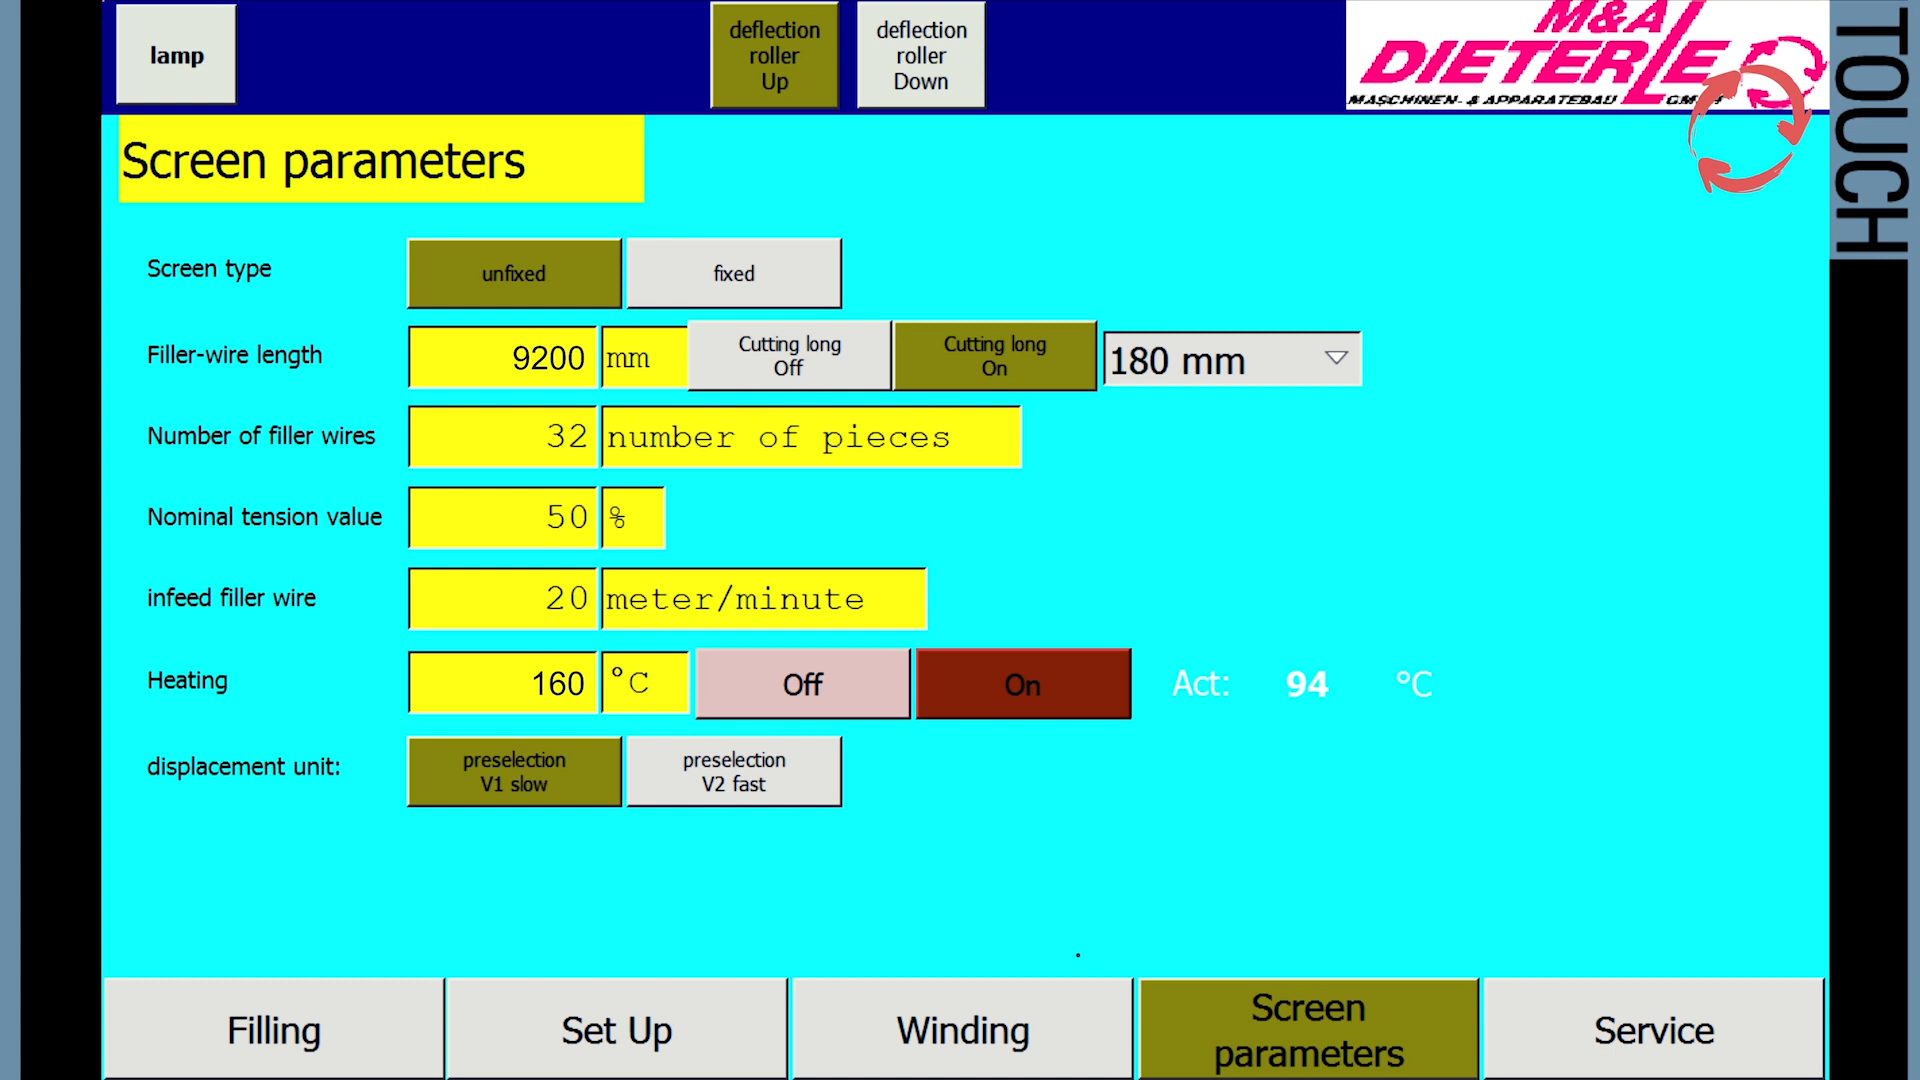 lamp
deflection
roller
Up
deflection
roller
Down
M&A
DIETERLE
MASCHINEN- & APPARATEBAU GMBH
TOUCH
Screen parameters
Screen type
unfixed
fixed
Filler-wire length
9200 mm
Cutting long
Off
Cutting long
On
180 mm
Number of filler wires
32 number of pieces
Nominal tension value
50 %
infeed filler wire
20 meter/minute
Heating
160 °C
Off
On
Act: 94 °C
displacement unit:
preselection
V1 slow
preselection
V2 fast
Filling
Set Up
Winding
Screen
parameters
Service